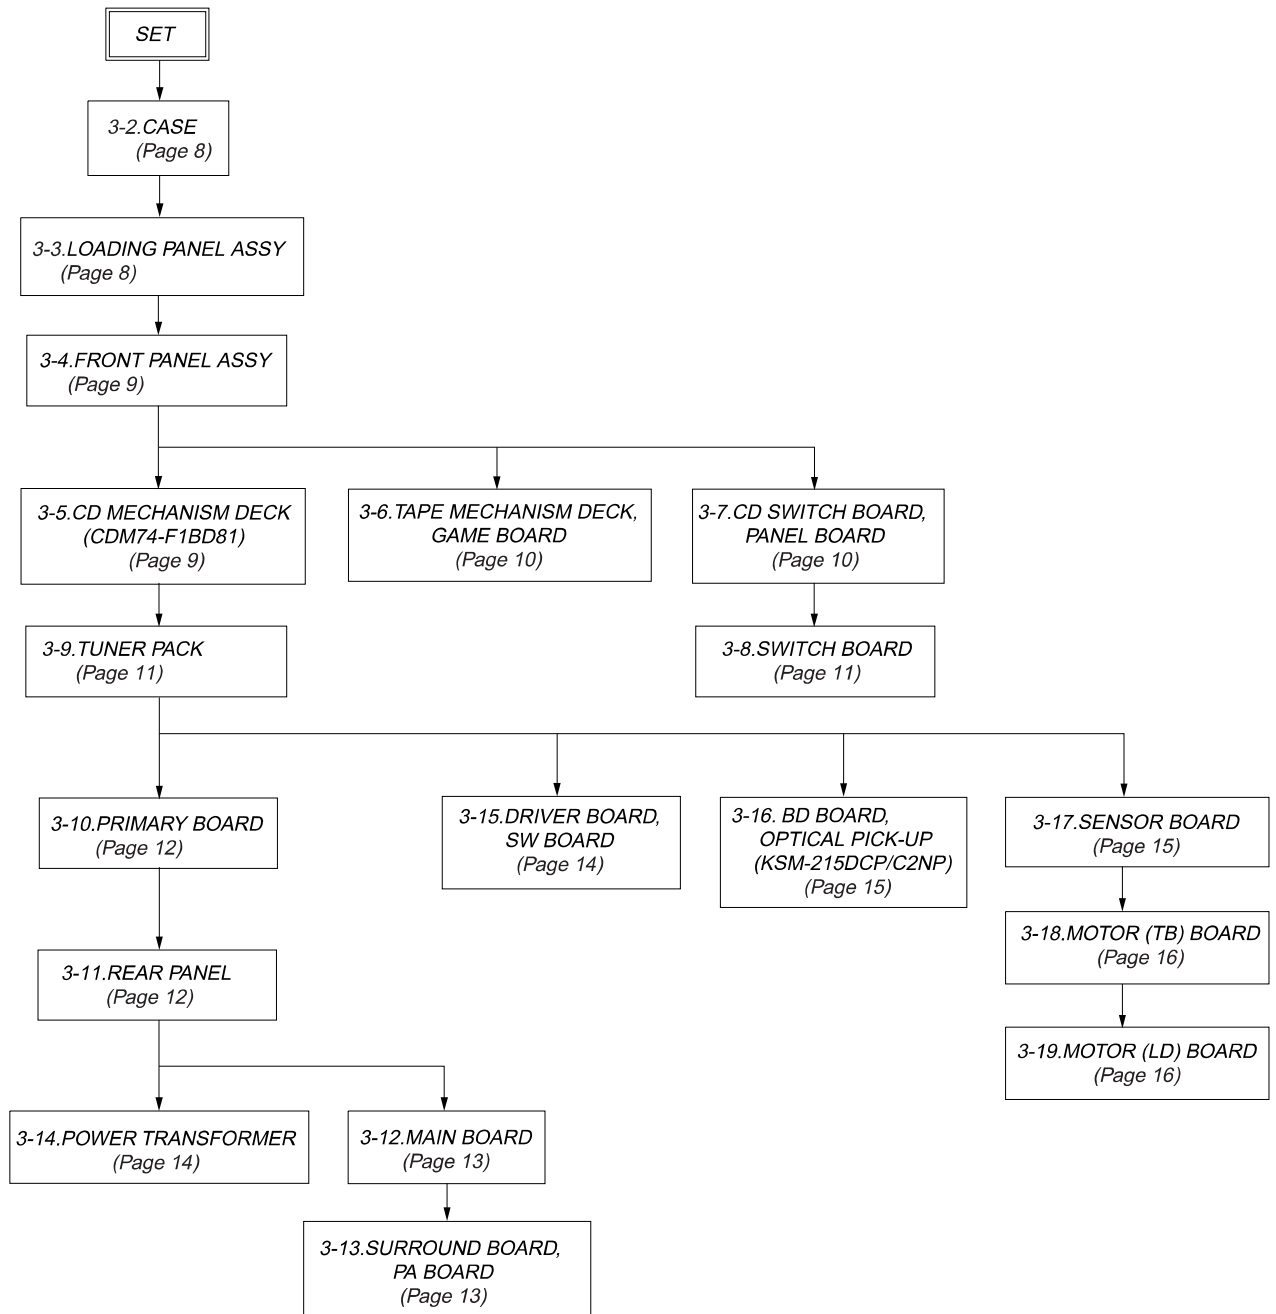 SET
3-2.CASE
(Page 8)
3-3.LOADING PANEL ASSY
(Page 8)
3-4.FRONT PANEL ASSY
(Page 9)
3-5.CD MECHANISM DECK
(CDM74-F1BD81)
(Page 9)
3-6.TAPE MECHANISM DECK,
GAME BOARD
(Page 10)
3-7.CD SWITCH BOARD,
PANEL BOARD
(Page 10)
3-9.TUNER PACK
(Page 11)
3-8.SWITCH BOARD
(Page 11)
3-10.PRIMARY BOARD
(Page 12)
3-15.DRIVER BOARD,
SW BOARD
(Page 14)
3-16. BD BOARD,
OPTICAL PICK-UP
(KSM-215DCP/C2NP)
(Page 15)
3-17.SENSOR BOARD
(Page 15)
3-18.MOTOR (TB) BOARD
(Page 16)
3-11.REAR PANEL
(Page 12)
3-19.MOTOR (LD) BOARD
(Page 16)
3-14.POWER TRANSFORMER
(Page 14)
3-12.MAIN BOARD
(Page 13)
3-13.SURROUND BOARD,
PA BOARD
(Page 13)